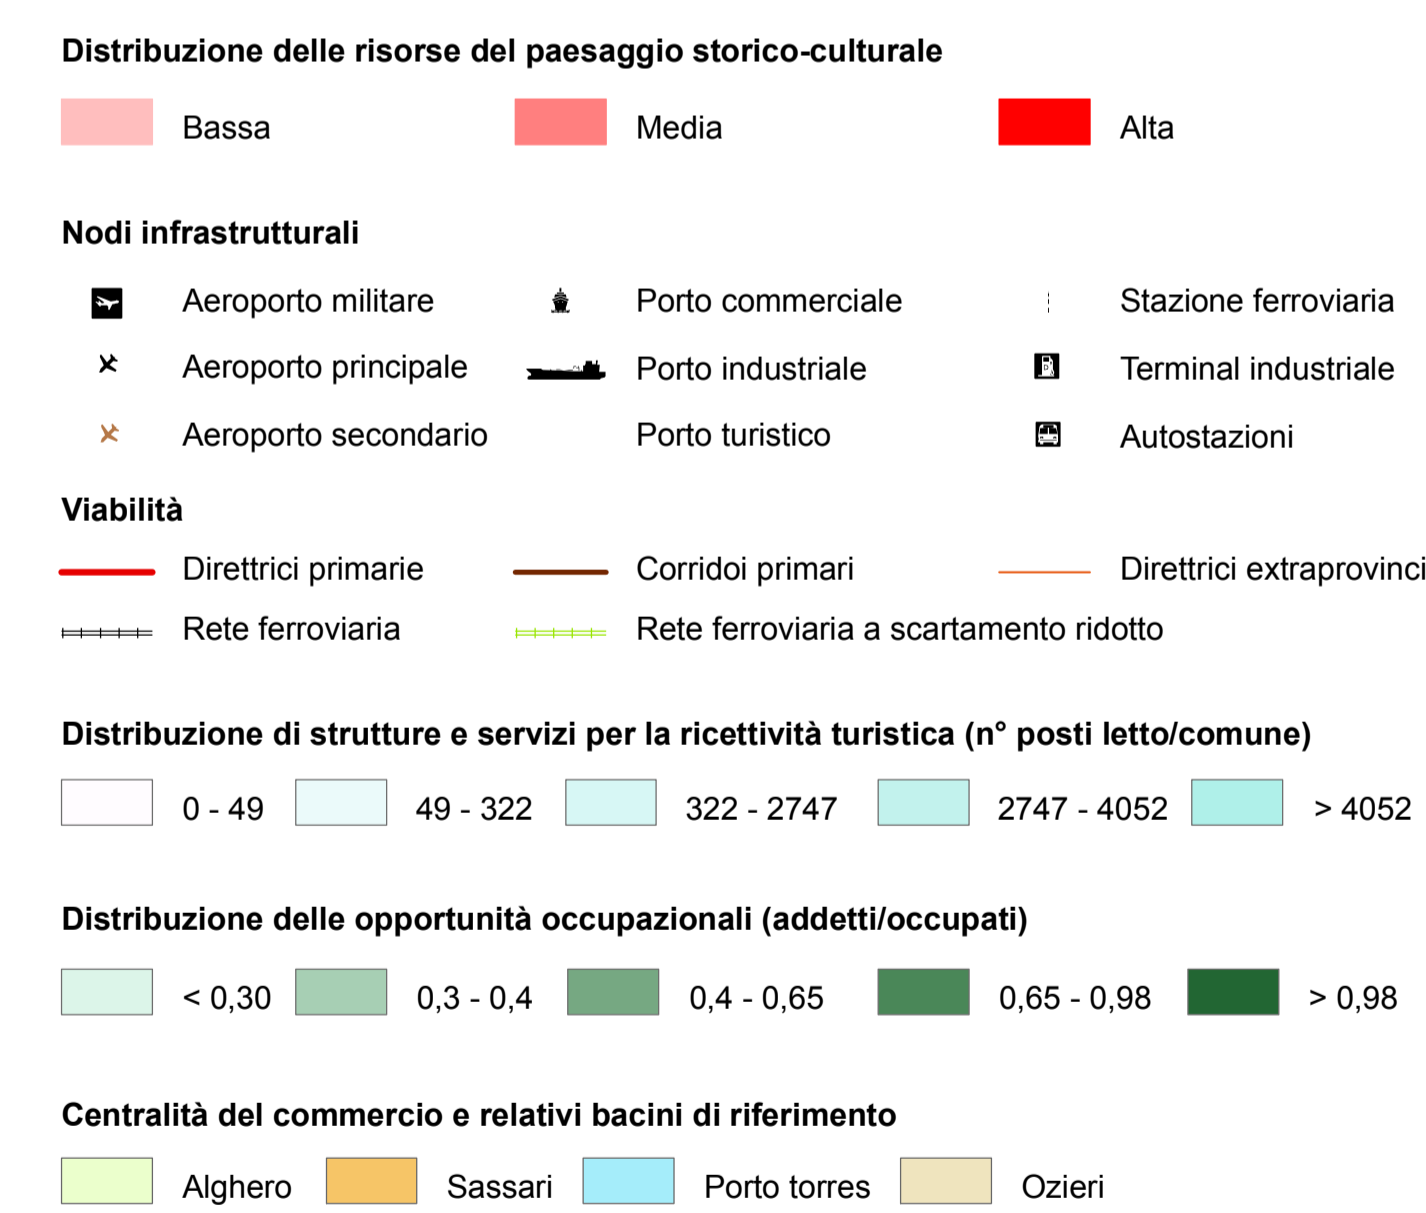 Distribuzione delle risorse del paesaggio storico-culturale
Bassa Media Alta
Nodi infrastrutturali
Aeroporto militare Porto commerciale Stazione ferroviaria
Aeroporto principale Porto industriale Terminal industriale
Aeroporto secondario Porto turistico Autostazioni
Viabilità
Direttrici primarie Corridoi primari Direttrici extraprovinci
Rete ferroviaria Rete ferroviaria a scartamento ridotto
Distribuzione di strutture e servizi per la ricettività turistica (n° posti letto/comune)
0 - 49 49 - 322 322 - 2747 2747 - 4052 > 4052
Distribuzione delle opportunità occupazionali (addetti/occupati)
< 0,30 0,3 - 0,4 0,4 - 0,65 0,65 - 0,98 > 0,98
Centralità del commercio e relativi bacini di riferimento
Alghero Sassari Porto torres Ozieri